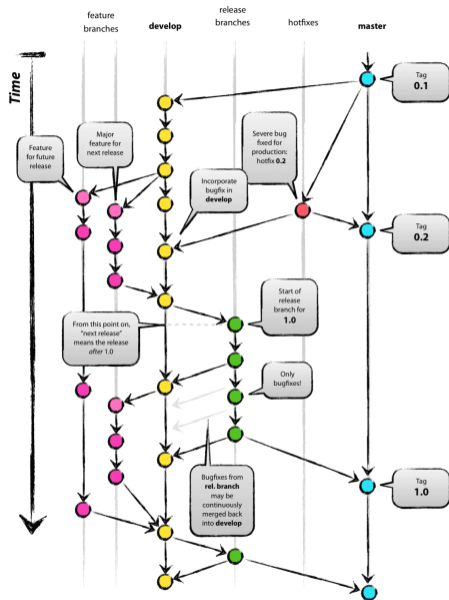 feature
branches
develop
release
branches
hotfixes
master
Time
Tag
0.1
Feature
for future
release
Major
feature for
next release
Severe bug
fixed for
production:
hotfix 0.2
Incorporate
bugfix in
develop
Tag
0.2
Start of
release
branch for
1.0
From this point on,
"next release"
means the release
after 1.0
Only
bugfixes!
Bugfixes from
rel. branch
may be
continuously
merged back
into develop
Tag
1.0